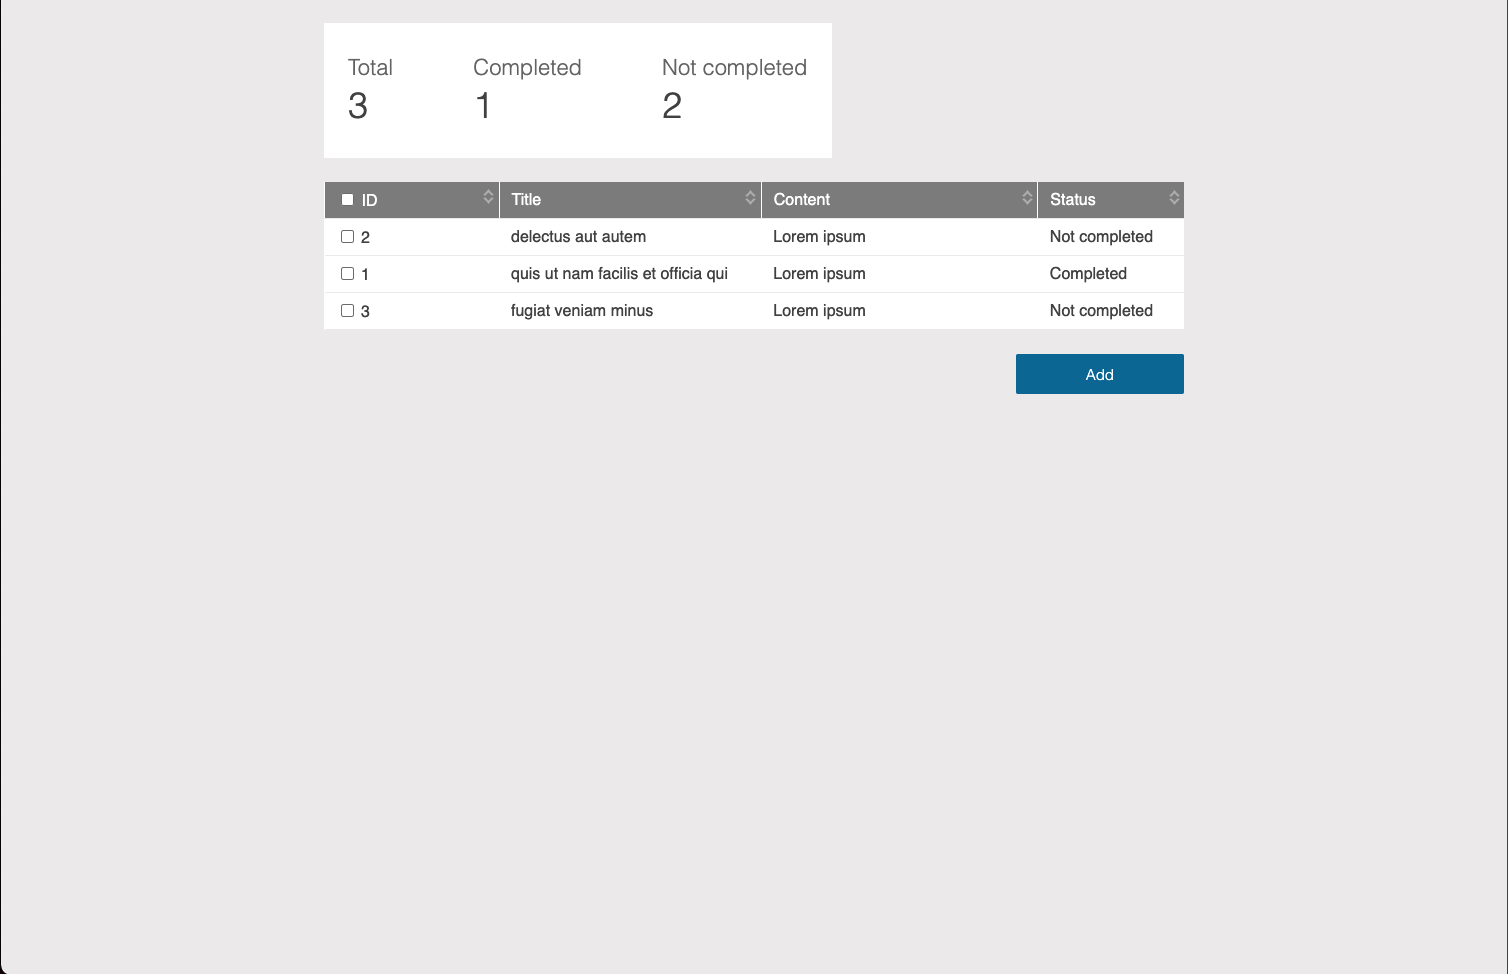 Total Completed Not completed
3 1 2
ID Title Content Status
2 delectus aut autem Lorem ipsum Not completed
1 quis ut nam facilis et officia qui Lorem ipsum Completed
3 fugiat veniam minus Lorem ipsum Not completed
Add